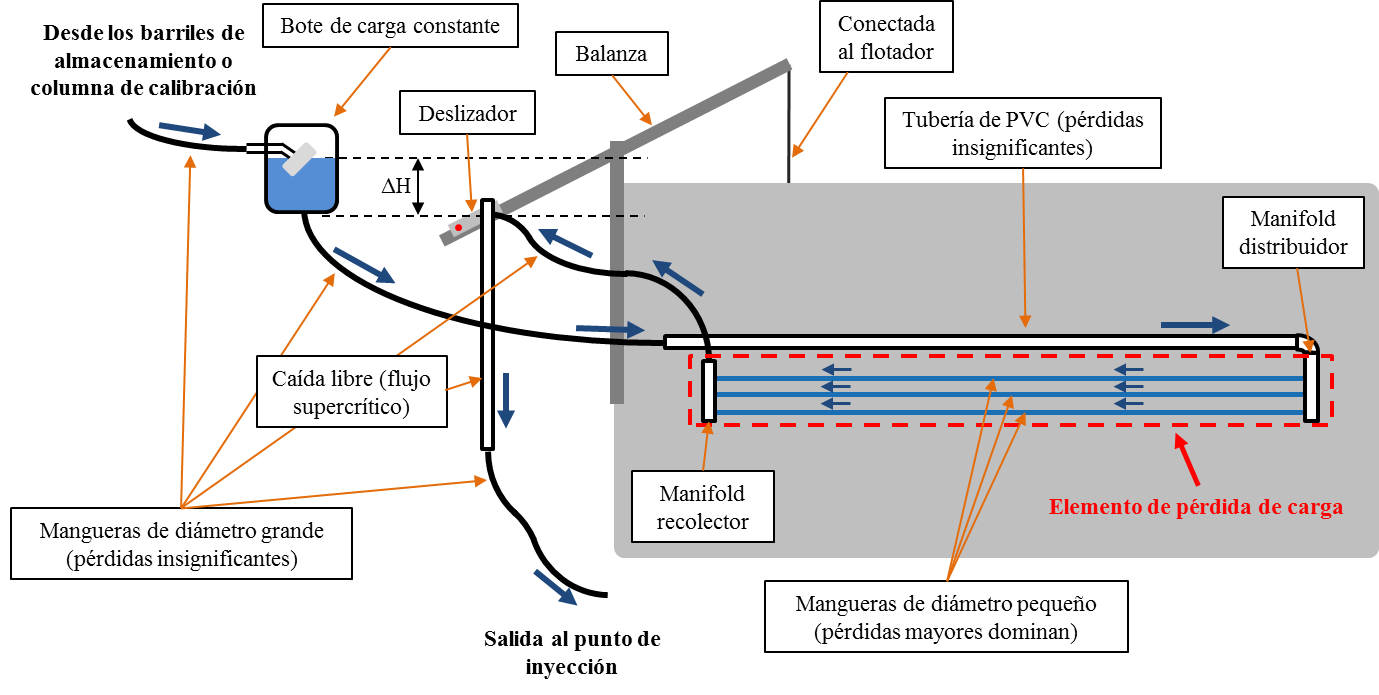 Desde los barriles de
almacenamiento o
columna de calibración
Bote de carga constante
Balanza
Conectada
al flotador
Deslizador
Tubería de PVC (pérdidas
insignificantes)
ΔH
Manifold
distribuidor
Caída libre (flujo
supercrítico)
Manifold
recolector
Elemento de pérdida de carga
Mangueras de diámetro grande
(pérdidas insignificantes)
Mangueras de diámetro pequeño
(pérdidas mayores dominan)
Salida al punto de
inyección